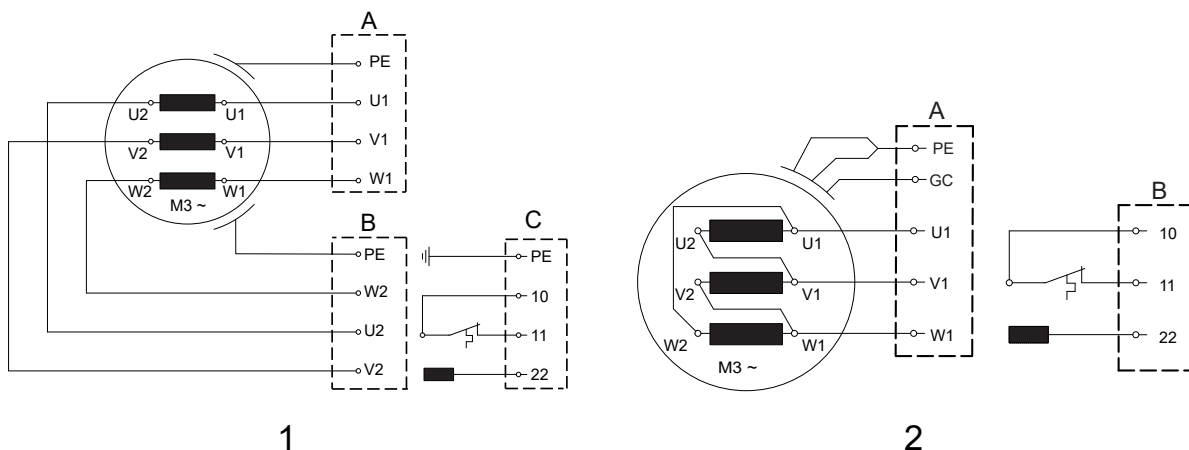 A
PE
U1
V1
W1
U2 U1
V2 V1
W2 W1
M3 ~
B
PE
W2
U2
V2
C
PE
10
11
22
1
A
PE
GC
U1
V1
W1
U2 U1
V2 V1
W2 W1
M3 ~
B
10
11
22
2